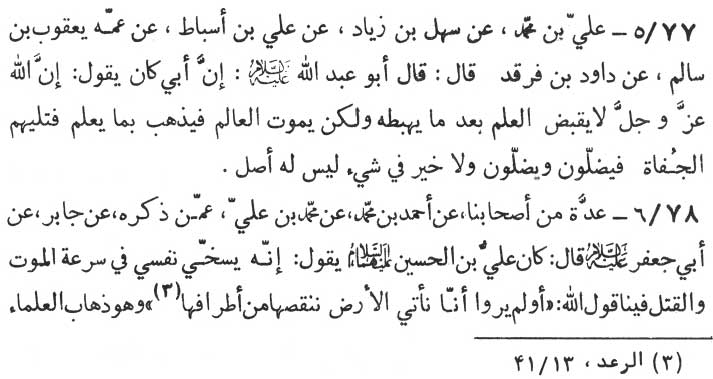 ٥/٧٧ ـ عليّ بن محمّد ، عن سهل بن زياد ، عن علي بن أسباط ، عن عمّه يعقوب بن
سالم ، عن داود بن فرقد قال : قال أبو عبد الله عليه السلام : إنَّ أبي كان يقول: إنَّ الله
عزَّ و جلَّ لا يقبض العلم بعد ما يهبطه ولكن يموت العالم فيذهب بما يعلم فتليهم
الجُفاة فيضلّون ويضلّون ولا خير في شيء ليس له أصل .
٦/٧٨ ـ عدَّة من أصحابنا، عن أحمد بن محمّد، عن محمّد بن عليّ، عمّن ذكره، عن جابر، عن
أبي جعفر عليه السلام قال: كان عليُّ بن الحسين عليهما السلام يقول: إنّه يسخّي نفسي في سرعة الموت
والقتل فينا قول الله: «أولم يروا أنّا نأتي الأرض ننقصها من أطرافها(٣)» وهو ذهاب العلماء
(٣) الرعد ، ۴١/١٣